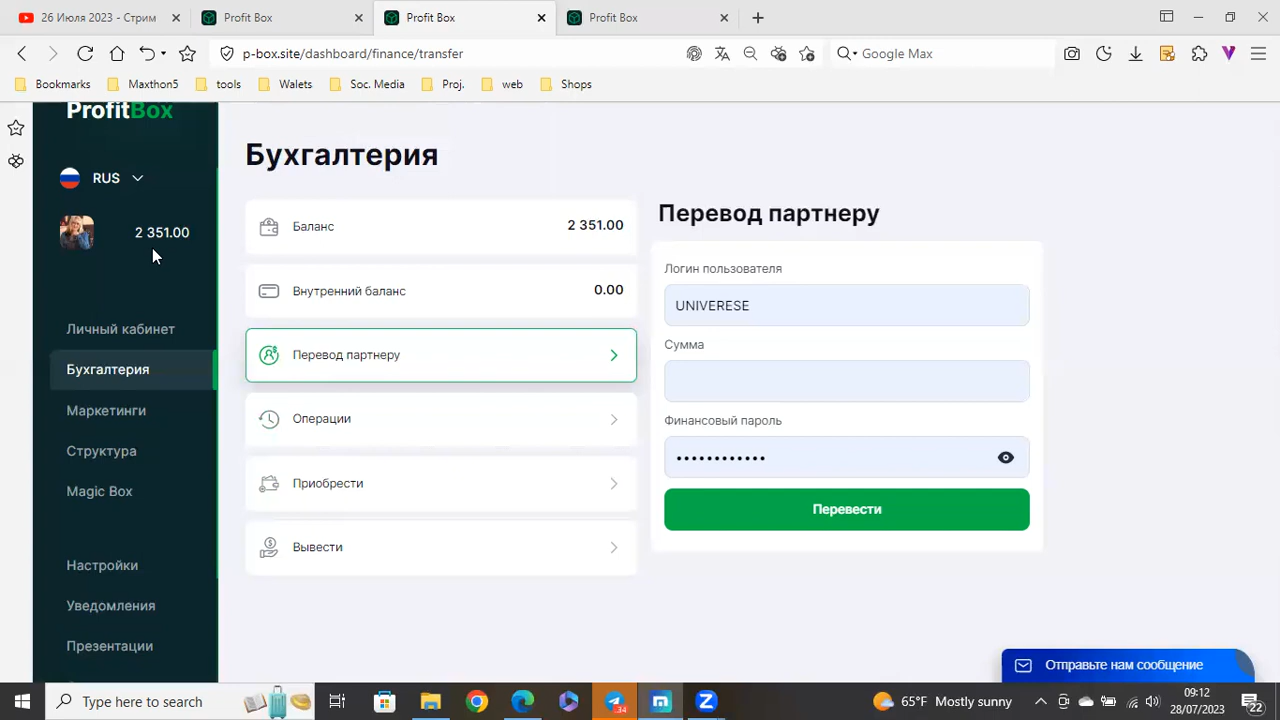 26 Июля 2023 - Стрим
Profit Box
Profit Box
Profit Box
p-box.site/dashboard/finance/transfer
Google Max
Bookmarks
Maxthon5
tools
Walets
Soc. Media
Proj.
web
Shops
ProfitBox
RUS
2 351.00
Личный кабинет
Бухгалтерия
Маркетинги
Структура
Magic Box
Настройки
Уведомления
Презентации
Бухгалтерия
Баланс 2 351.00
Внутренний баланс 0.00
Перевод партнеру
Операции
Приобрести
Вывести
Перевод партнеру
Логин пользователя
UNIVERESE
Сумма
Финансовый пароль
••••••••••••
Перевести
Отправьте нам сообщение
Type here to search
34
65°F Mostly sunny
09:12
28/07/2023
22